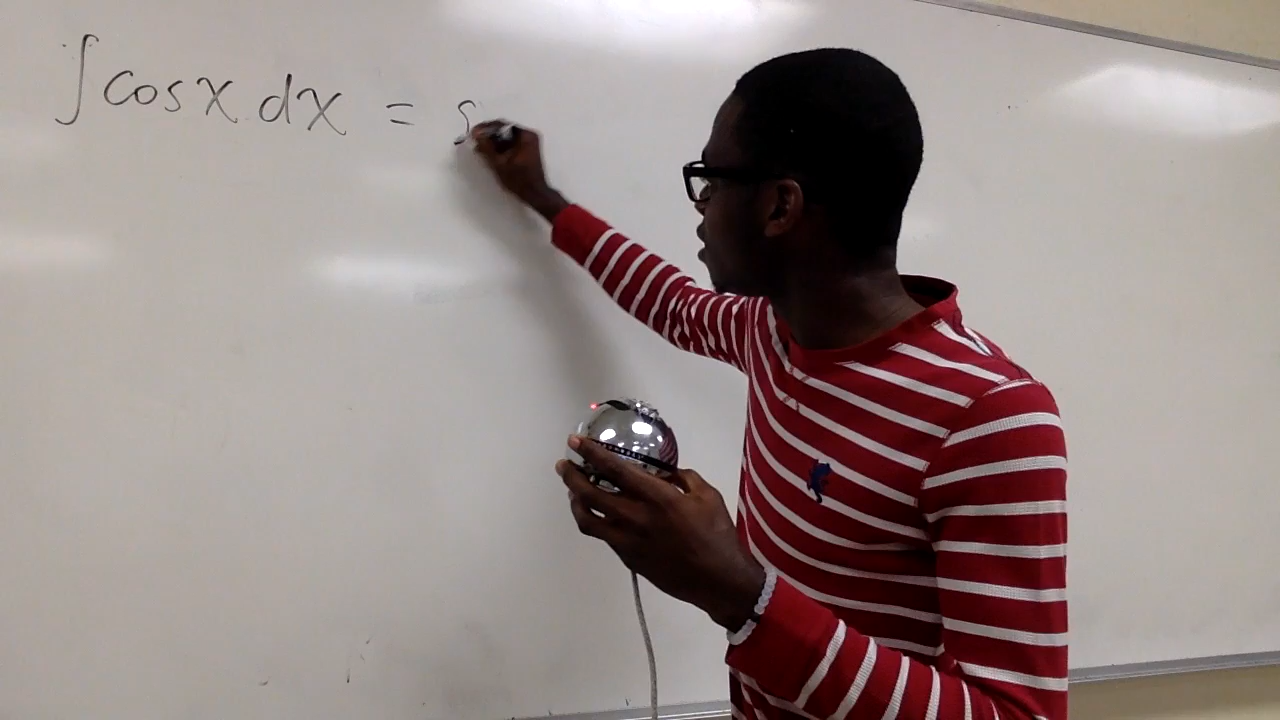 ∫ cos x dx = s